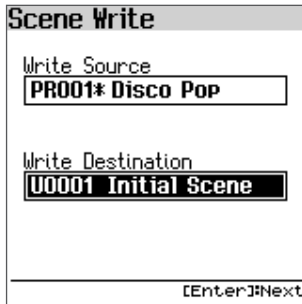 Scene Write
Write Source
PR001* Disco Pop
Write Destination
U0001 Initial Scene
[Enter]:Next